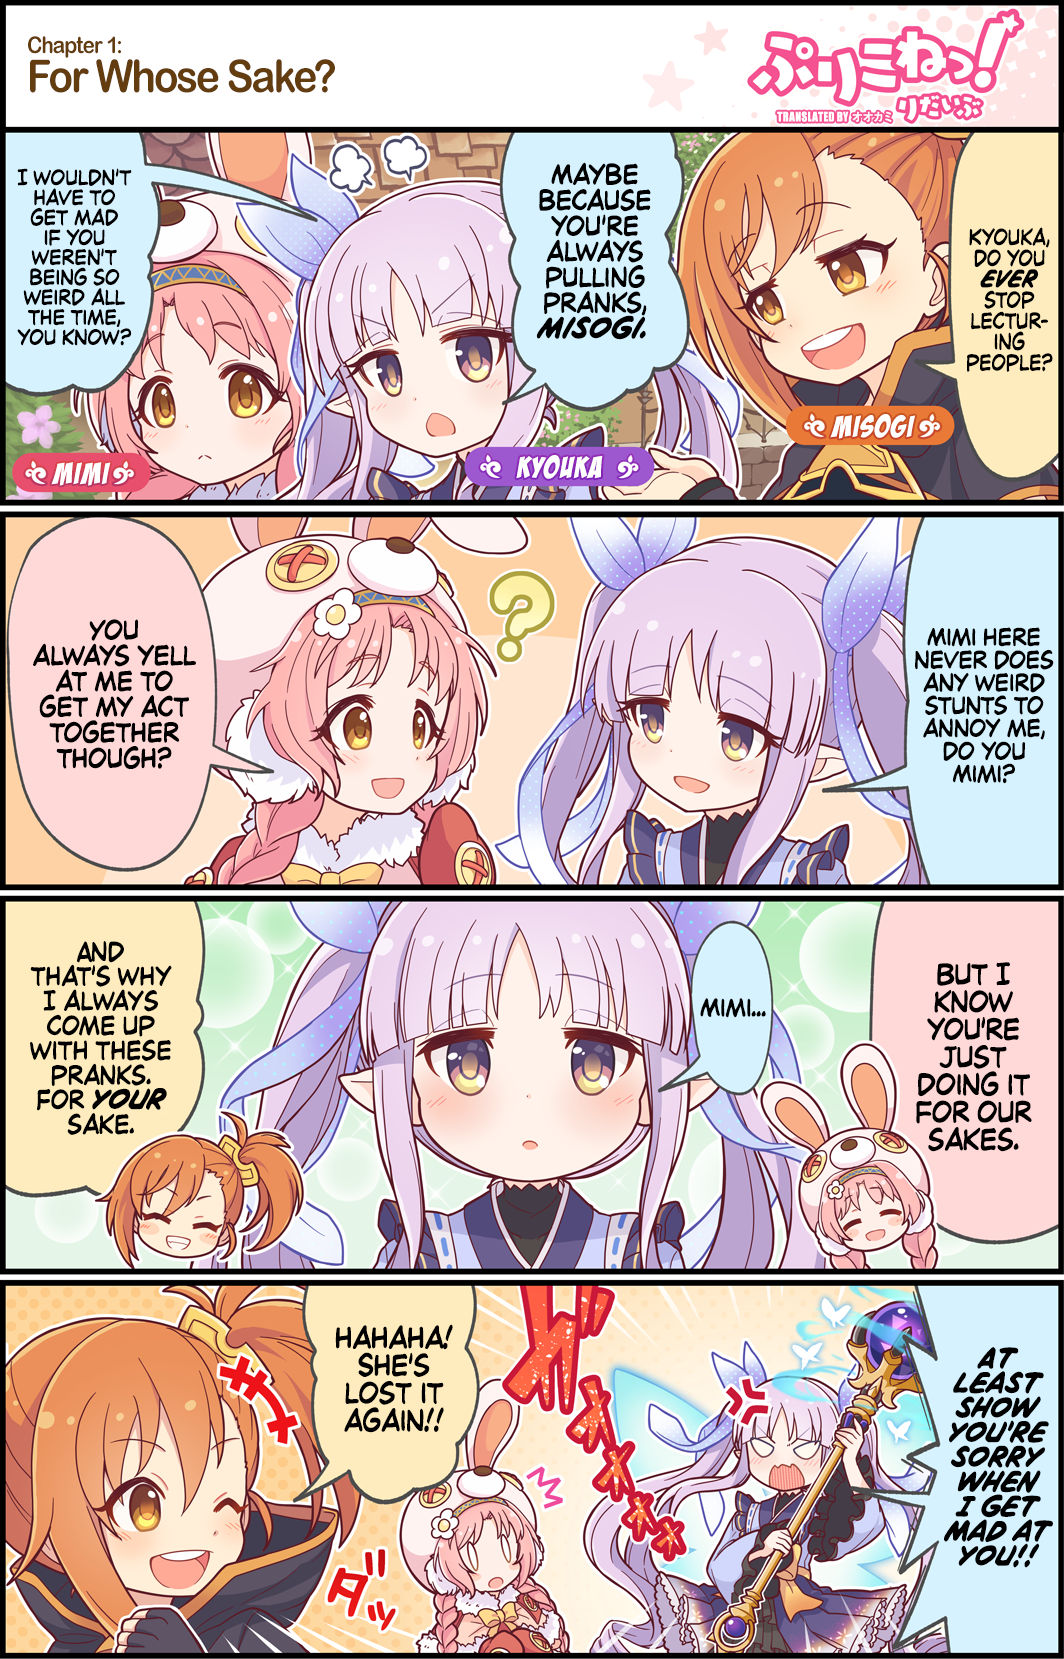 Chapter 1:
For Whose Sake?
ぷりこねっ!
りだいぶ
TRANSLATED BY オオカミ
KYOUKA,
DO YOU
EVER
STOP
LECTUR-
ING
PEOPLE?
MAYBE
BECAUSE
YOU'RE
ALWAYS
PULLING
PRANKS,
MISOGI.
I WOULDN'T
HAVE TO
GET MAD
IF YOU
WEREN'T
BEING SO
WEIRD ALL
THE TIME,
YOU KNOW?
MISOGI
KYOUKA
MIMI
MIMI HERE
NEVER DOES
ANY WEIRD
STUNTS TO
ANNOY ME,
DO YOU
MIMI?
?
YOU
ALWAYS YELL
AT ME TO
GET MY ACT
TOGETHER
THOUGH?
BUT I
KNOW
YOU'RE
JUST
DOING IT
FOR OUR
SAKES.
MIMI...
AND
THAT'S WHY
I ALWAYS
COME UP
WITH THESE
PRANKS.
FOR YOUR
SAKE.
AT
LEAST
SHOW
YOU'RE
SORRY
WHEN
I GET
MAD AT
YOU!!
ガミミミミミ
HAHAHA!
SHE'S
LOST IT
AGAIN!!
ダッ